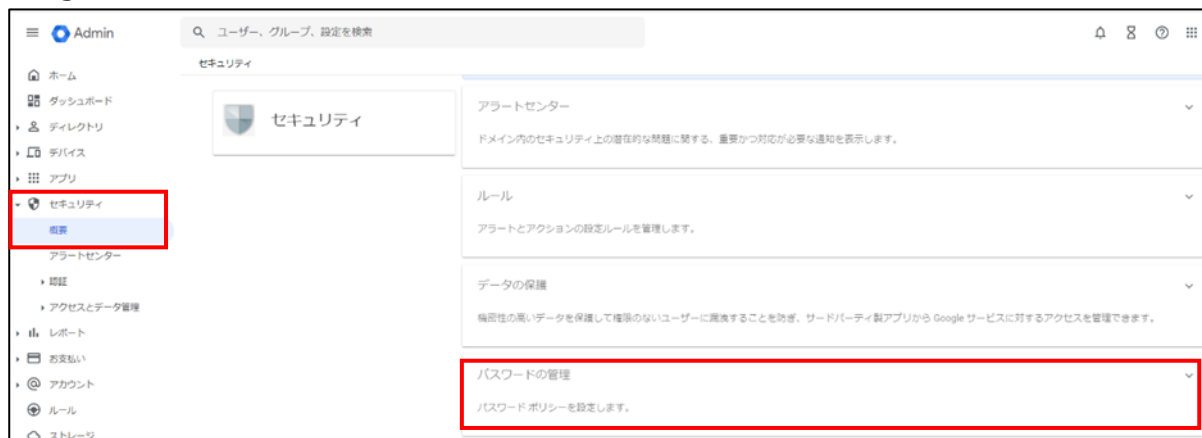 Admin
ユーザー、グループ、設定を検索
セキュリティ
ホーム
ダッシュボード
ディレクトリ
デバイス
アプリ
セキュリティ
概要
アラートセンター
認証
アクセスとデータ管理
レポート
お支払い
アカウント
ルール
ストレージ
セキュリティ
アラートセンター
ドメイン内のセキュリティ上の潜在的な問題に関する、重要かつ対応が必要な通知を表示します。
ルール
アラートとアクションの設定ルールを管理します。
データの保護
機密性の高いデータを保護して権限のないユーザーに漏洩することを防ぎ、サードパーティ製アプリから Google サービスに対するアクセスを管理できます。
パスワードの管理
パスワード ポリシーを設定します。